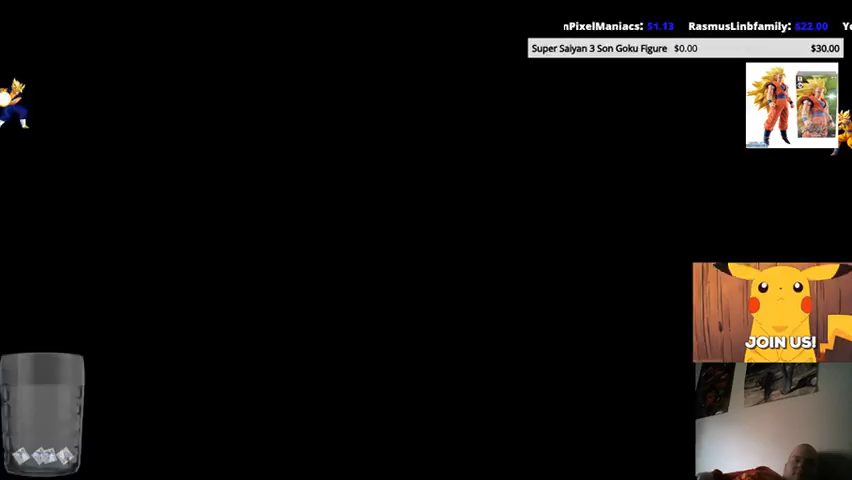 nPixelManiacs: $1.13 RasmusLinbfamily: $22.00 Y
Super Saiyan 3 Son Goku Figure $0.00 $30.00
JOIN US!